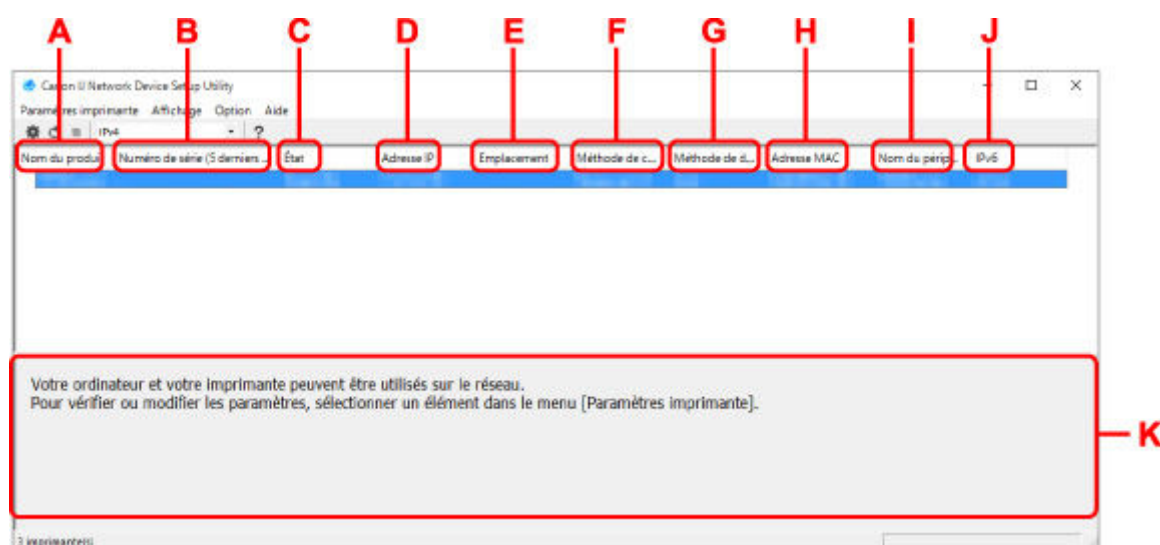 A B C D E F G H I J
Canon IJ Network Device Setup Utility
Paramètres imprimante Affichage Option Aide
IPv4 ?
Nom du produi Numéro de série (5 derniers ... État Adresse IP Emplacement Méthode de c... Méthode de d... Adresse MAC Nom du périp... IPv6
Votre ordinateur et votre imprimante peuvent être utilisés sur le réseau.
Pour vérifier ou modifier les paramètres, sélectionner un élément dans le menu [Paramètres imprimante].
K
imprimante(s)